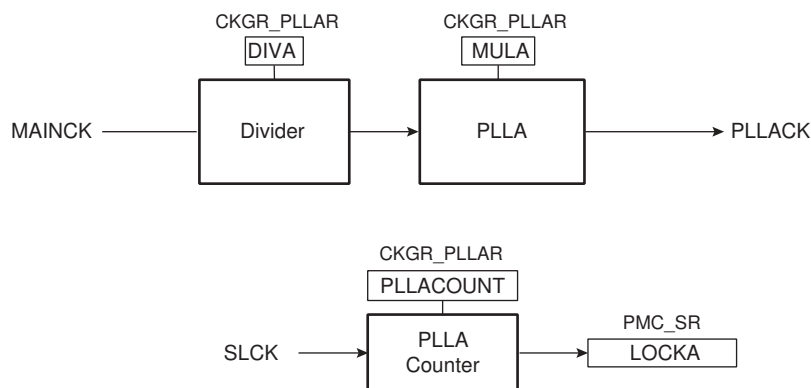 CKGR_PLLAR CKGR_PLLAR
DIVA MULA
MAINCK Divider PLLA PLLACK
CKGR_PLLAR
PLLACOUNT
PMC_SR
SLCK PLLA LOCKA
Counter